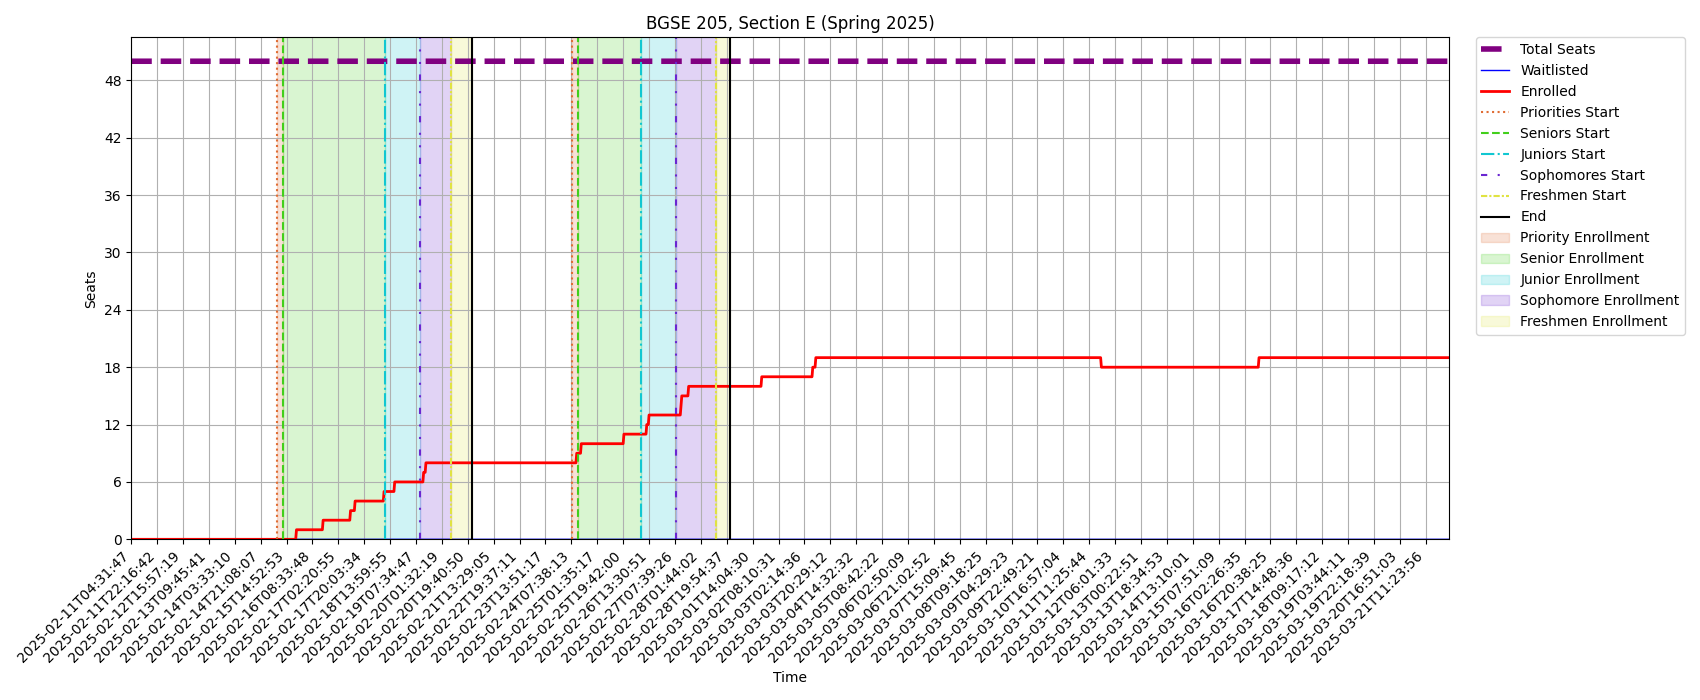 BGSE 205, Section E (Spring 2025)
Total Seats
Waitlisted
Enrolled
Priorities Start
Seniors Start
Juniors Start
Sophomores Start
Freshmen Start
End
Priority Enrollment
Senior Enrollment
Junior Enrollment
Sophomore Enrollment
Freshmen Enrollment
Seats
48
42
36
30
24
18
12
6
0
2025-02-11T04:31:47
2025-02-11T22:16:42
2025-02-12T15:57:19
2025-02-13T09:45:41
2025-02-14T03:33:10
2025-02-14T21:08:07
2025-02-15T14:52:53
2025-02-16T08:33:48
2025-02-17T02:20:55
2025-02-17T20:03:34
2025-02-18T13:59:55
2025-02-19T07:34:47
2025-02-20T01:32:19
2025-02-20T19:40:50
2025-02-21T13:29:05
2025-02-22T19:37:11
2025-02-23T13:51:17
2025-02-24T07:38:13
2025-02-25T01:35:17
2025-02-25T19:42:00
2025-02-26T13:30:51
2025-02-27T07:39:26
2025-02-28T01:44:02
2025-02-28T19:54:37
2025-03-01T14:04:30
2025-03-02T08:10:31
2025-03-03T02:14:36
2025-03-03T20:29:12
2025-03-04T14:32:32
2025-03-05T08:42:22
2025-03-06T02:50:09
2025-03-06T21:02:52
2025-03-07T15:09:45
2025-03-08T09:18:25
2025-03-09T04:29:23
2025-03-09T22:49:21
2025-03-10T16:57:04
2025-03-11T11:25:44
2025-03-12T06:01:33
2025-03-13T00:22:51
2025-03-13T18:34:53
2025-03-14T13:10:01
2025-03-15T07:51:09
2025-03-16T02:26:35
2025-03-16T20:38:25
2025-03-17T14:48:36
2025-03-18T09:17:12
2025-03-19T03:44:11
2025-03-19T22:18:39
2025-03-20T16:51:03
2025-03-21T11:23:56
Time